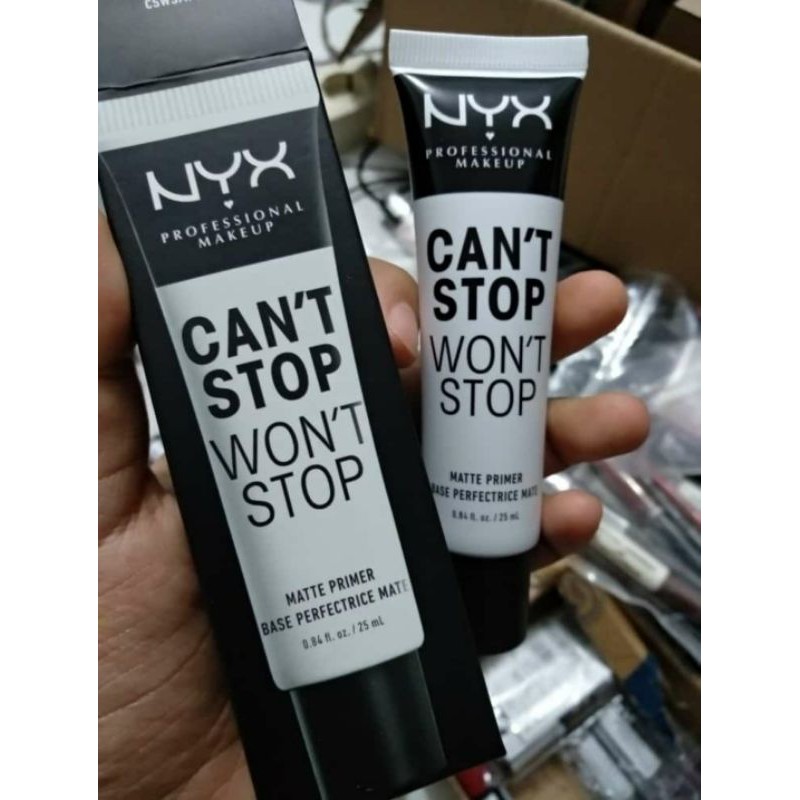 NYX
PROFESSIONAL
MAKEUP
CAN'T
STOP
WON'T
STOP
MATTE PRIMER
BASE PERFECTRICE MATE
0.84 fl. oz. / 25 mL
NYX
PROFESSIONAL
MAKEUP
CAN'T
STOP
WON'T
STOP
MATTE PRIMER
BASE PERFECTRICE MATE
0.84 fl. oz. / 25 mL